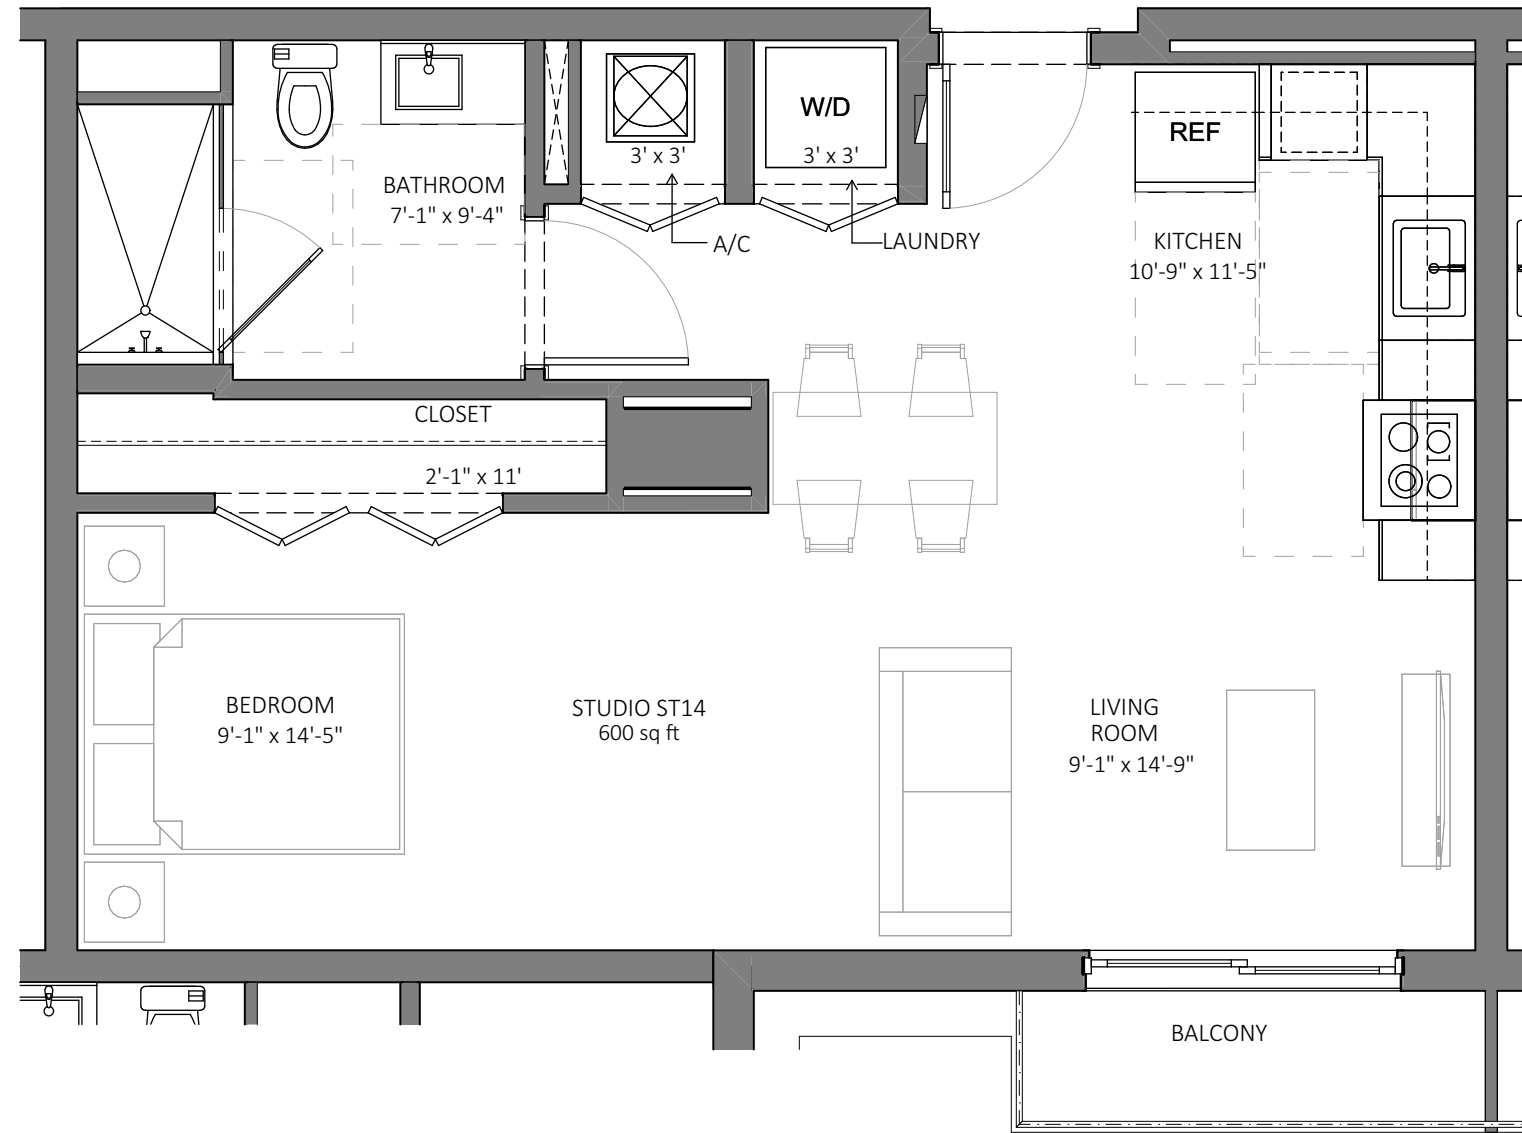 W/D
REF
3' x 3'
3' x 3'
BATHROOM
7'-1" x 9'-4"
A/C
LAUNDRY
KITCHEN
10'-9" x 11'-5"
CLOSET
2'-1" x 11'
BEDROOM
9'-1" x 14'-5"
STUDIO ST14
600 sq ft
LIVING
ROOM
9'-1" x 14'-9"
BALCONY